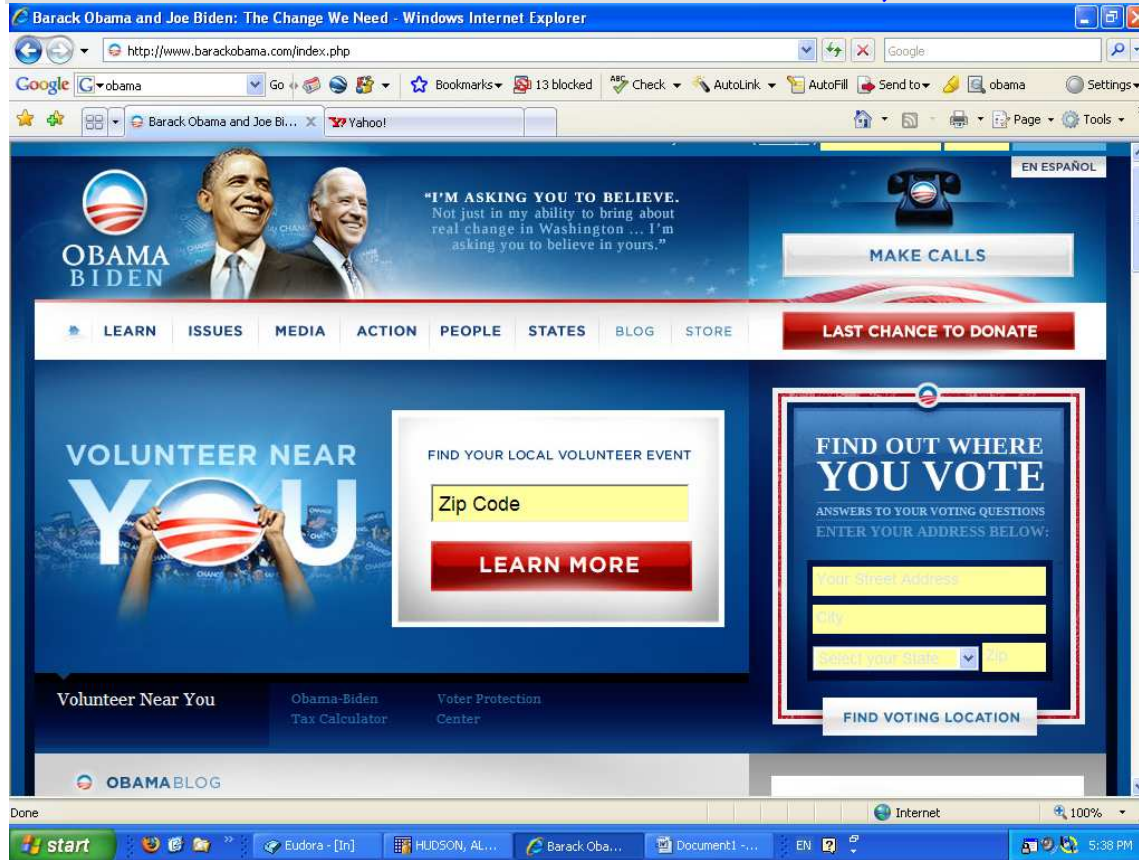 Barack Obama and Joe Biden: The Change We Need - Windows Internet Explorer
http://www.barackobama.com/index.php
Google
Google
obama
Go
Bookmarks
13 blocked
Check
AutoLink
AutoFill
Send to
obama
Settings
Barack Obama and Joe Bi...
Yahoo!
Page
Tools
EN ESPAÑOL
OBAMA
BIDEN
"I'M ASKING YOU TO BELIEVE.
Not just in my ability to bring about
real change in Washington ... I'm
asking you to believe in yours."
MAKE CALLS
LEARN ISSUES MEDIA ACTION PEOPLE STATES BLOG STORE
LAST CHANCE TO DONATE
VOLUNTEER NEAR
YOU
FIND YOUR LOCAL VOLUNTEER EVENT
Zip Code
LEARN MORE
FIND OUT WHERE
YOU VOTE
ANSWERS TO YOUR VOTING QUESTIONS
ENTER YOUR ADDRESS BELOW:
Your Street Address
City
Select your State
Zip
FIND VOTING LOCATION
Volunteer Near You
Obama-Biden
Tax Calculator
Voter Protection
Center
OBAMABLOG
Done
Internet
100%
start
Eudora - [In]
HUDSON, AL...
Barack Oba...
Document1 -...
EN
5:38 PM